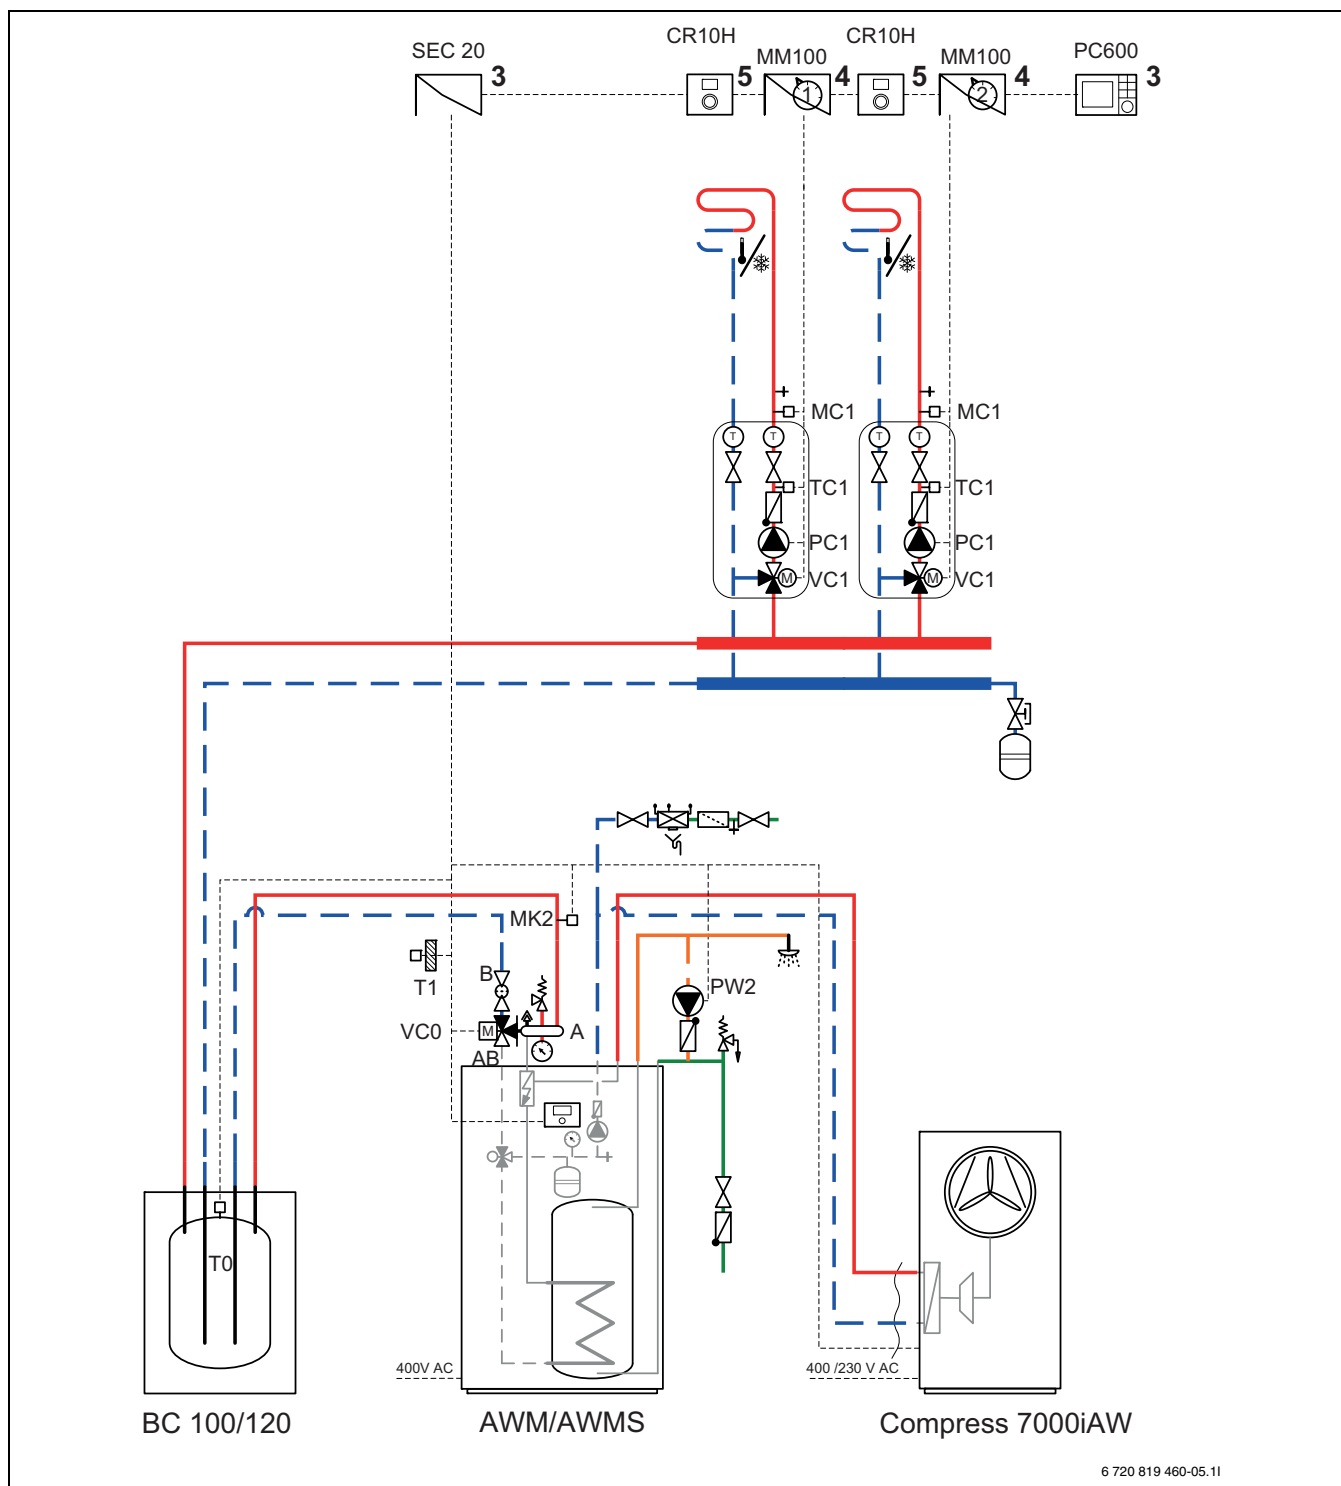 SEC 20
3
CR10H
5
MM100
1
4
CR10H
5
MM100
2
4
PC600
3
MC1
MC1
T
T
T
T
TC1
TC1
PC1
PC1
M
VC1
M
VC1
MK2
T1
B
PW2
VC0
M
A
AB
T0
400V AC
400 /230 V AC
BC 100/120
AWM/AWMS
Compress 7000iAW
6 720 819 460-05.1I